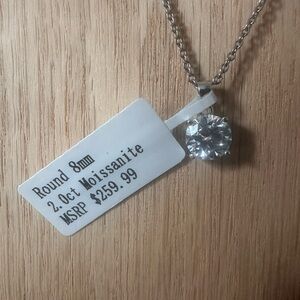 Round 8mm
2.0ct Moissanite
MSRP $259.99